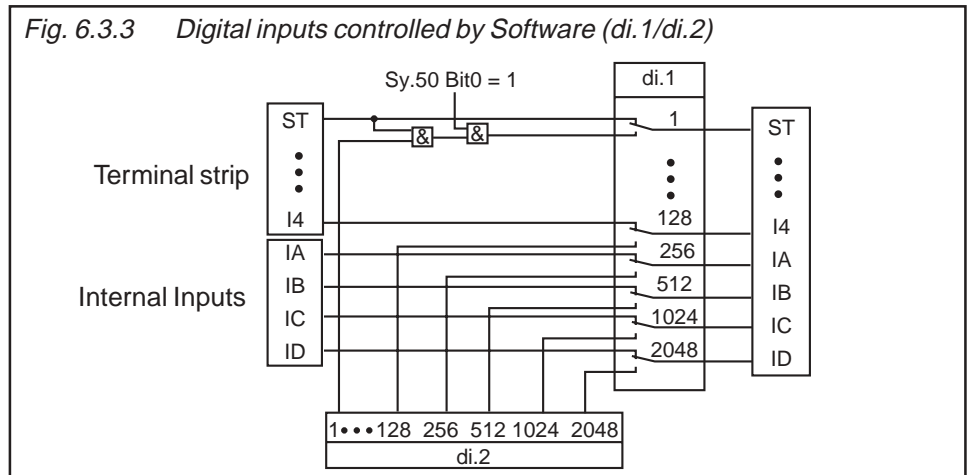 Fig. 6.3.3 Digital inputs controlled by Software (di.1/di.2)
Sy.50 Bit0 = 1
di.1
ST
1
ST
&
&
Terminal strip
I4
128
I4
IA
256
IA
Internal Inputs
IB
512
IB
IC
1024
IC
ID
2048
ID
1•••128 256 512 1024 2048
di.2